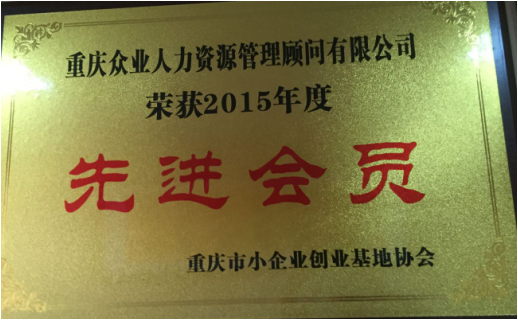 重庆众业人力资源管理顾问有限公司
荣获2015年度
先进会员
重庆市小企业创业基地协会